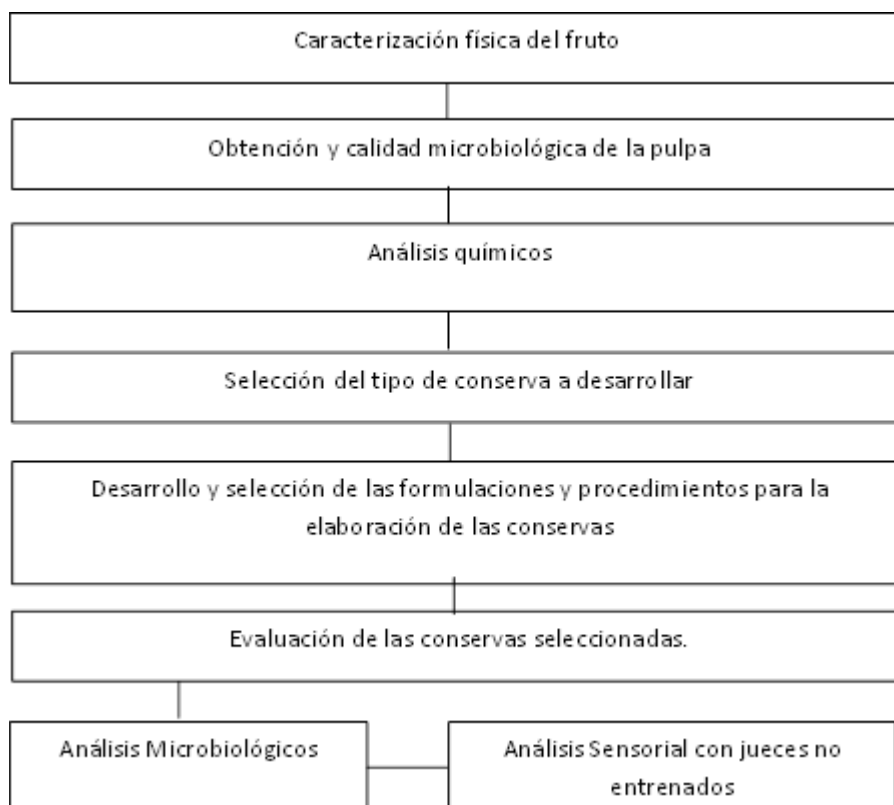 Caracterización física del fruto
Obtención y calidad microbiológica de la pulpa
Análisis químicos
Selección del tipo de conserva a desarrollar
Desarrollo y selección de las formulaciones y procedimientos para la
elaboración de las conservas
Evaluación de las conservas seleccionadas.
Análisis Microbiológicos
Análisis Sensorial con jueces no
entrenados